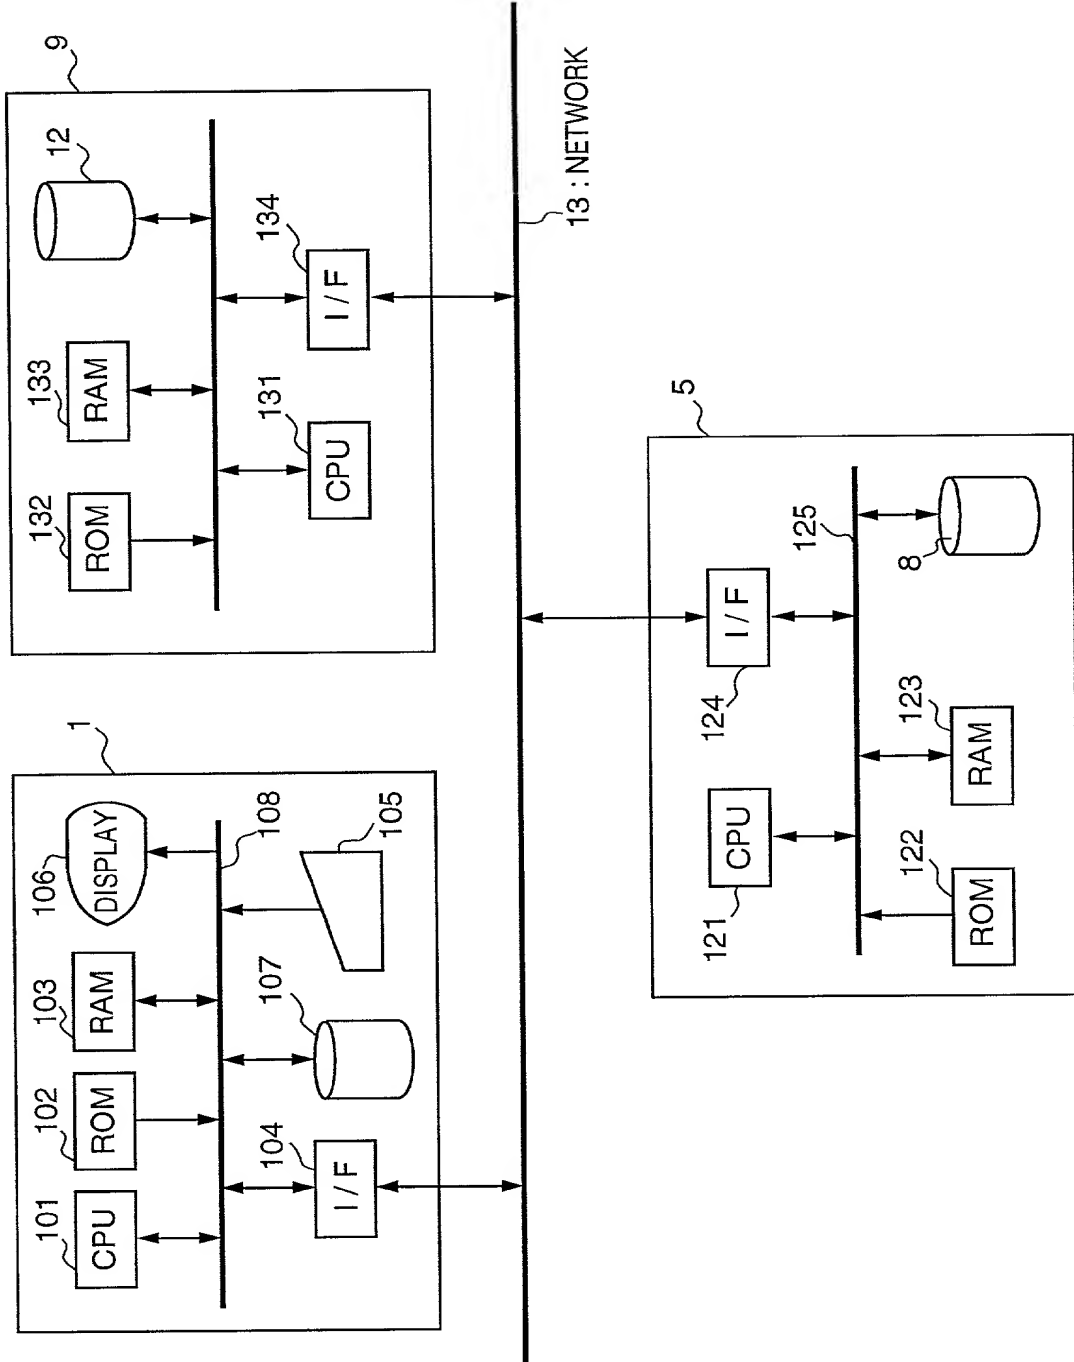 101
CPU
102
ROM
103
RAM
106
DISPLAY
1
104
I / F
107
108
105
132
ROM
133
RAM
12
9
131
CPU
134
I / F
13 : NETWORK
121
CPU
124
I / F
125
5
122
ROM
123
RAM
8